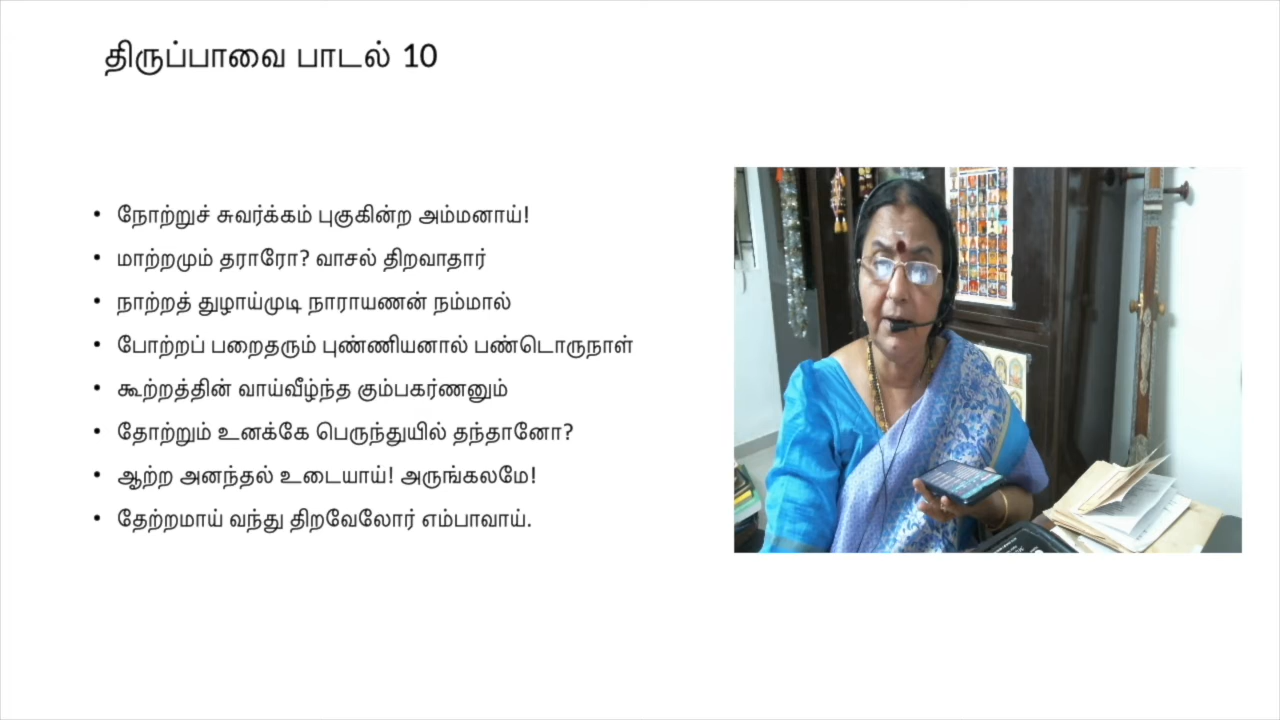 திருப்பாவை பாடல் 10
• நோற்றுச் சுவர்க்கம் புகுகின்ற அம்மனாய்!
• மாற்றமும் தராரோ? வாசல் திறவாதார்
• நாற்றத் துழாய்முடி நாராயணன் நம்மால்
• போற்றப் பறைதரும் புண்ணியனால் பண்டொருநாள்
• கூற்றத்தின் வாய்வீழ்ந்த கும்பகர்ணனும்
• தோற்றும் உனக்கே பெருந்துயில் தந்தானோ?
• ஆற்ற அனந்தல் உடையாய்! அருங்கலமே!
• தேற்றமாய் வந்து திறவேலோர் எம்பாவாய்.